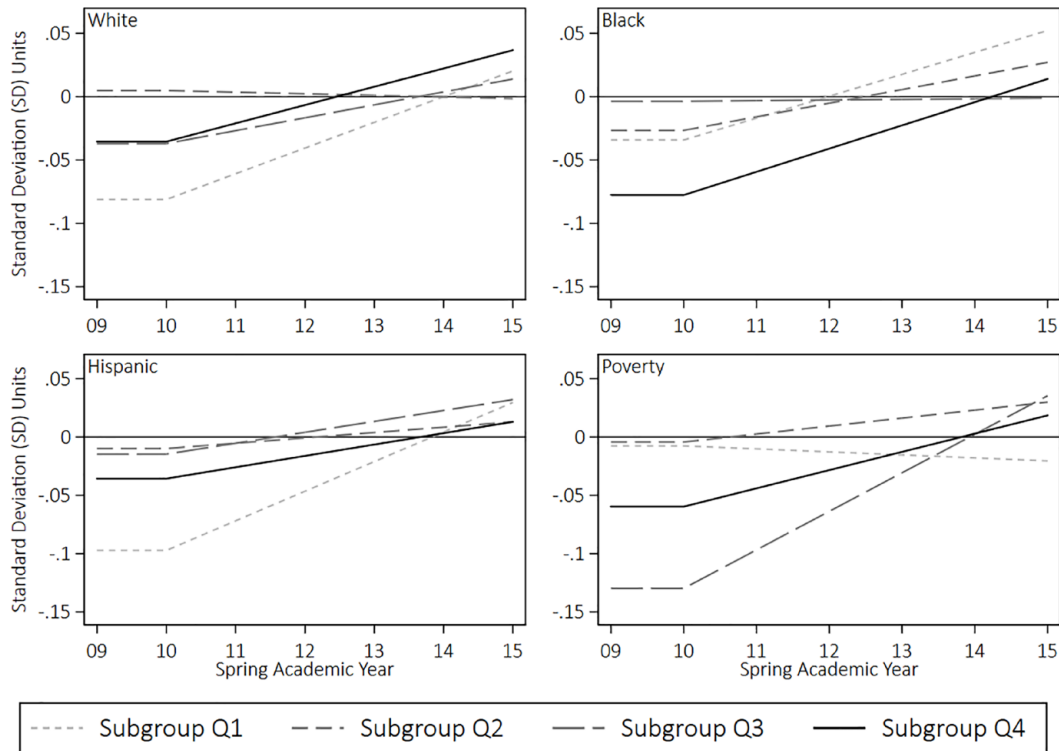 White
Black
Standard Deviation (SD) Units
.05
0
-.05
-.1
-.15
09 10 11 12 13 14 15
.05
0
-.05
-.1
-.15
09 10 11 12 13 14 15
Hispanic
Poverty
Standard Deviation (SD) Units
.05
0
-.05
-.1
-.15
09 10 11 12 13 14 15
Spring Academic Year
.05
0
-.05
-.1
-.15
09 10 11 12 13 14 15
Spring Academic Year
Subgroup Q1 Subgroup Q2 Subgroup Q3 Subgroup Q4